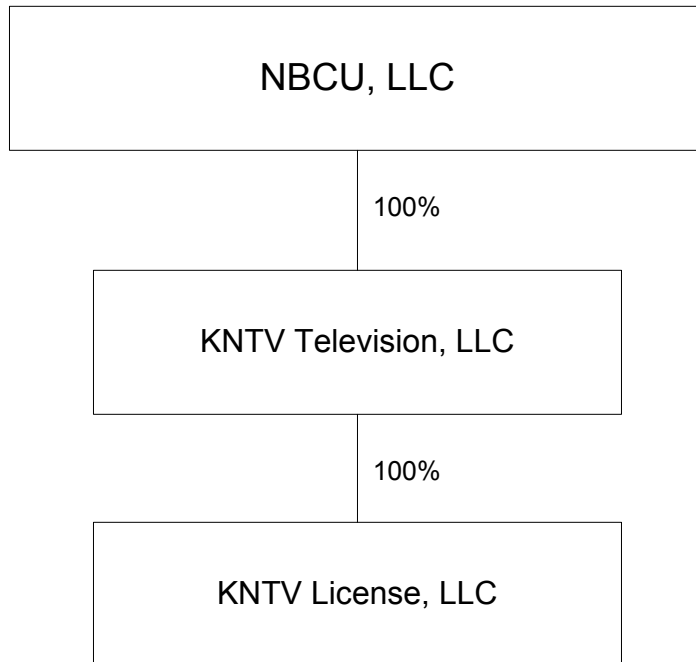 NBCU, LLC
100%
KNTV Television, LLC
100%
KNTV License, LLC